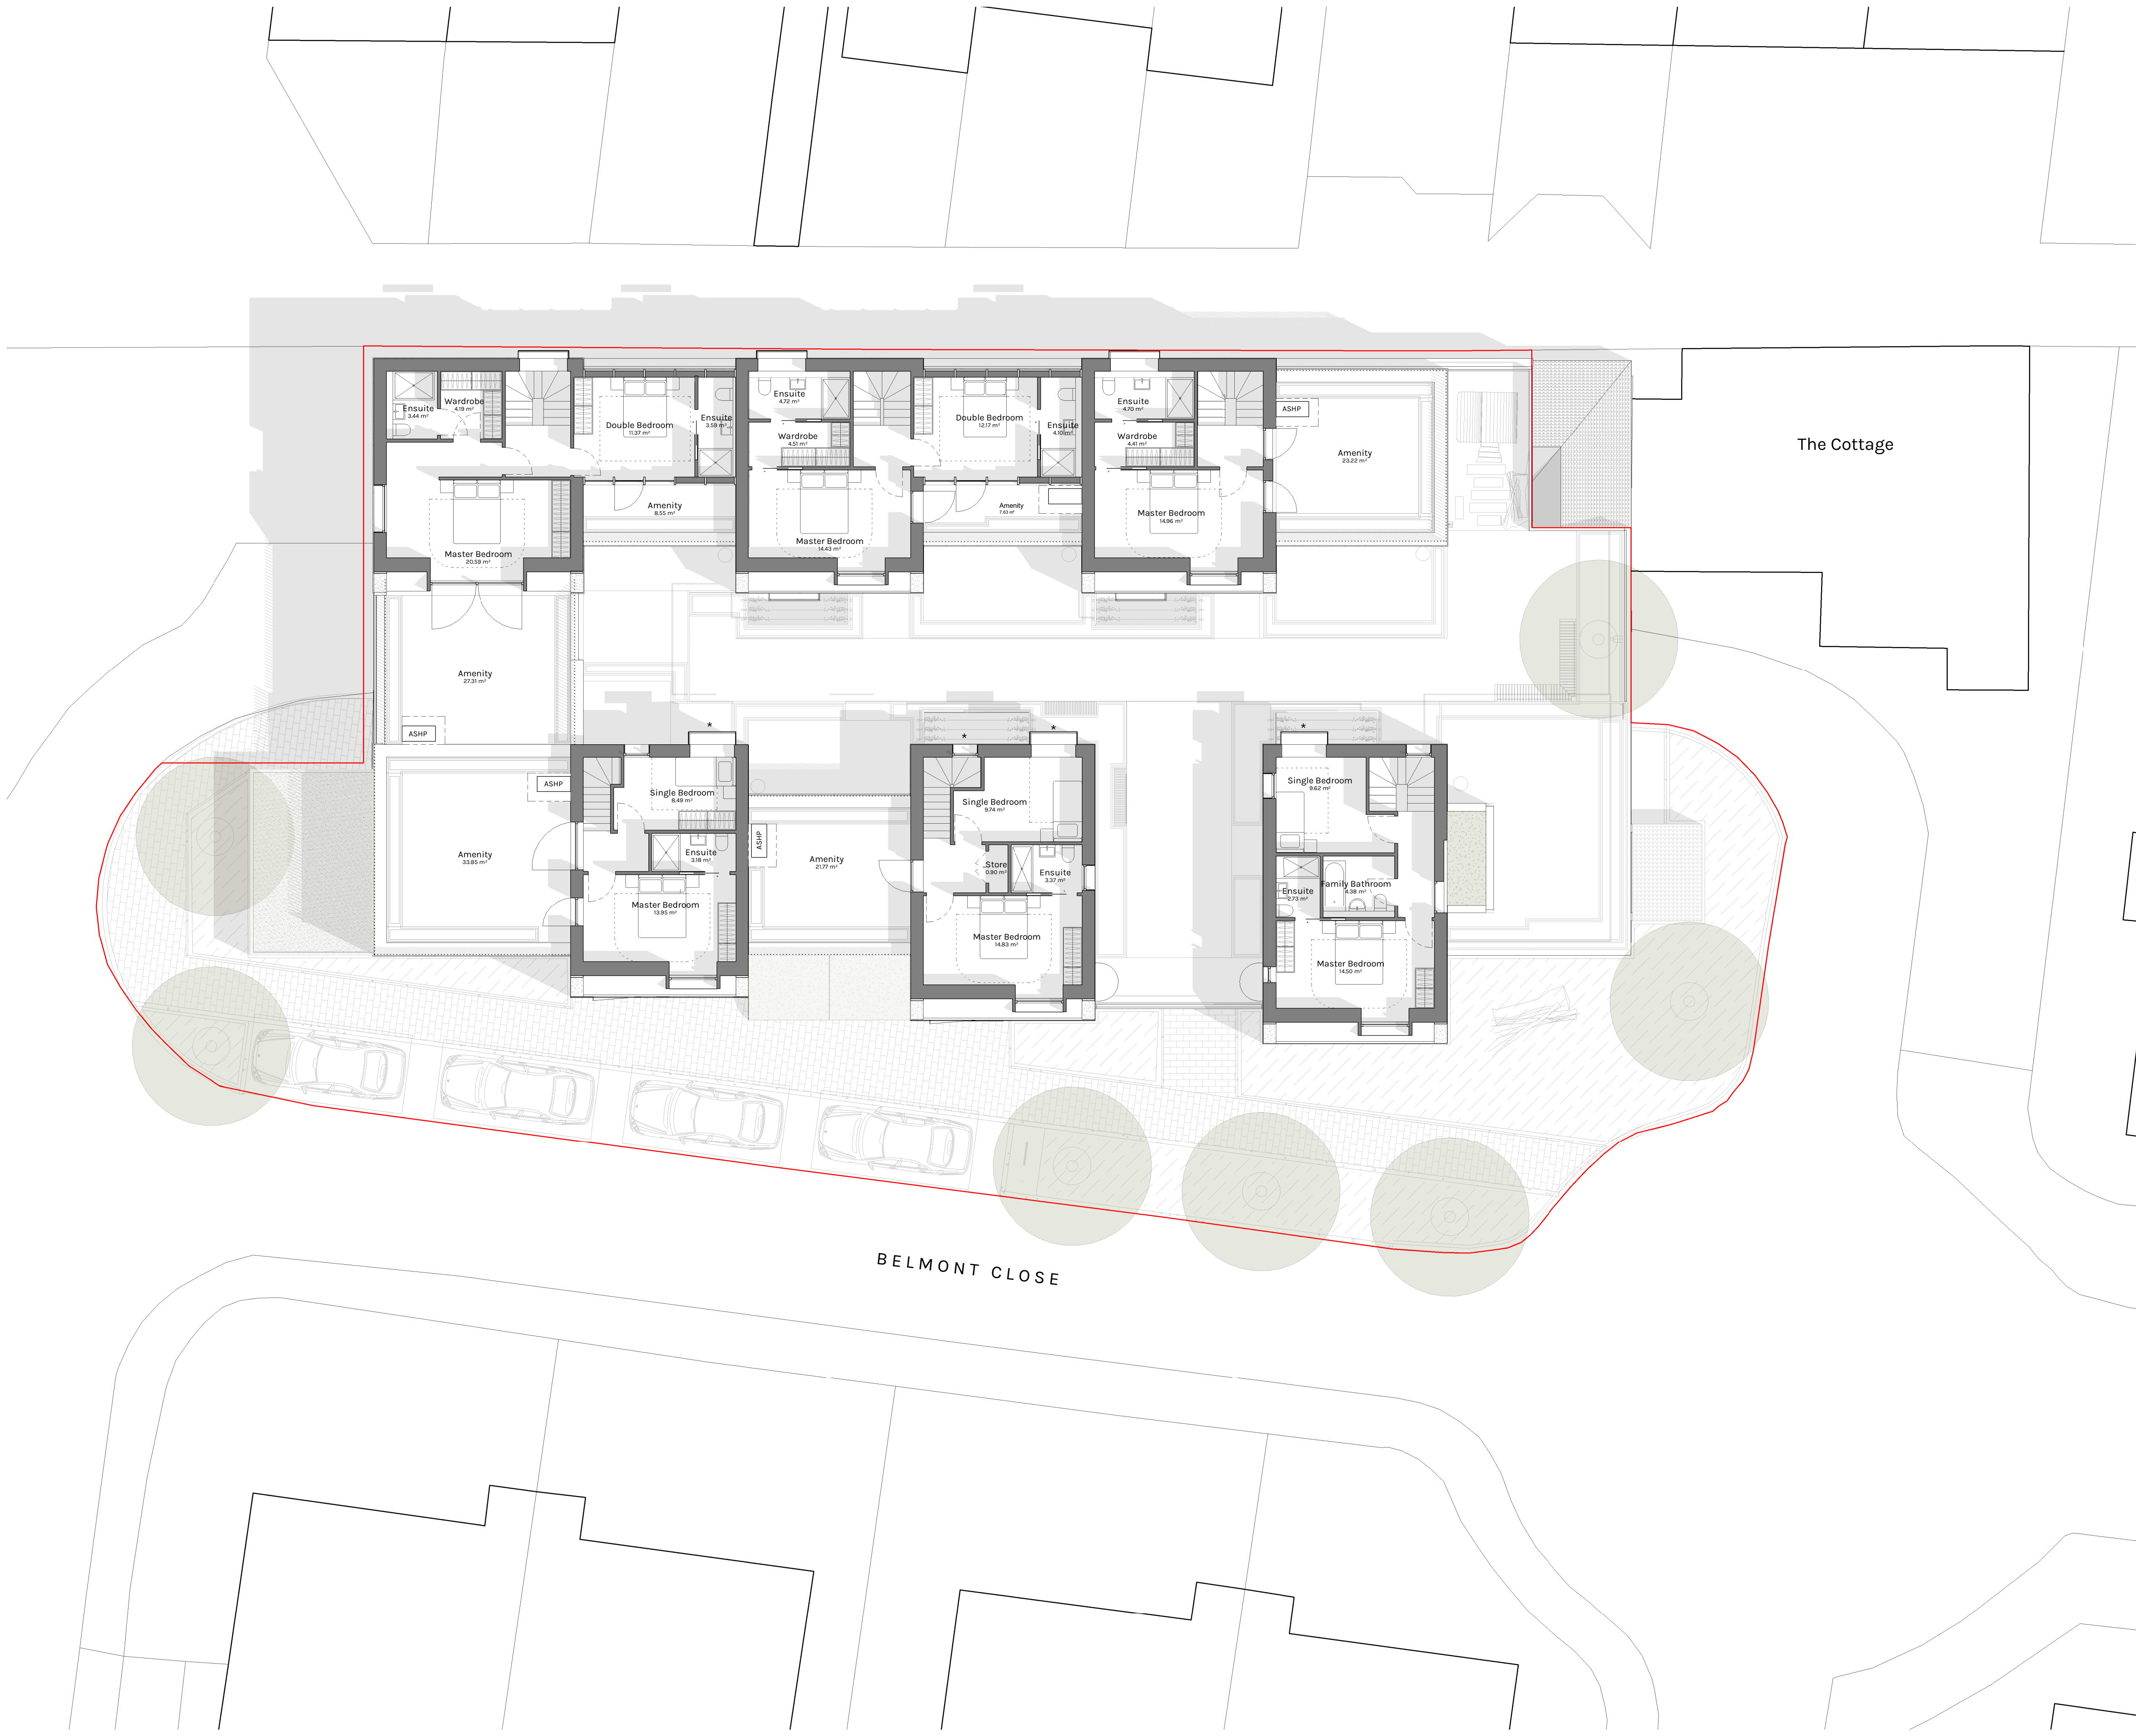 The Cottage
Ensuite
3.44 m²
Wardrobe
4.19 m²
Double Bedroom
11.37 m²
Ensuite
3.59 m²
Master Bedroom
20.59 m²
Amenity
8.55 m²
Ensuite
4.72 m²
Wardrobe
4.51 m²
Master Bedroom
14.43 m²
Double Bedroom
12.17 m²
Ensuite
4.10 m²
Amenity
7.63 m²
Ensuite
4.70 m²
Wardrobe
4.41 m²
Master Bedroom
14.96 m²
ASHP
Amenity
23.22 m²
Amenity
27.31 m²
ASHP
ASHP
Amenity
33.85 m²
*
Single Bedroom
8.49 m²
Ensuite
3.18 m²
Master Bedroom
13.95 m²
ASHP
Amenity
21.77 m²
*
*
Single Bedroom
9.74 m²
Store
0.90 m²
Ensuite
3.37 m²
Master Bedroom
14.83 m²
*
Single Bedroom
9.62 m²
Ensuite
2.73 m²
Family Bathroom
4.38 m²
Master Bedroom
14.50 m²
BELMONT CLOSE